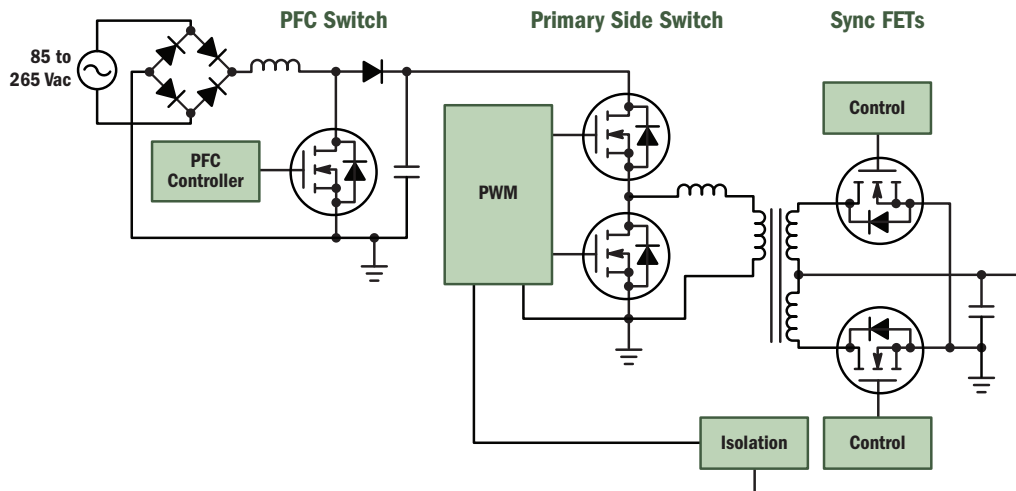 PFC Switch
Primary Side Switch
Sync FETs
85 to
265 Vac
Control
PFC
Controller
PWM
Isolation
Control